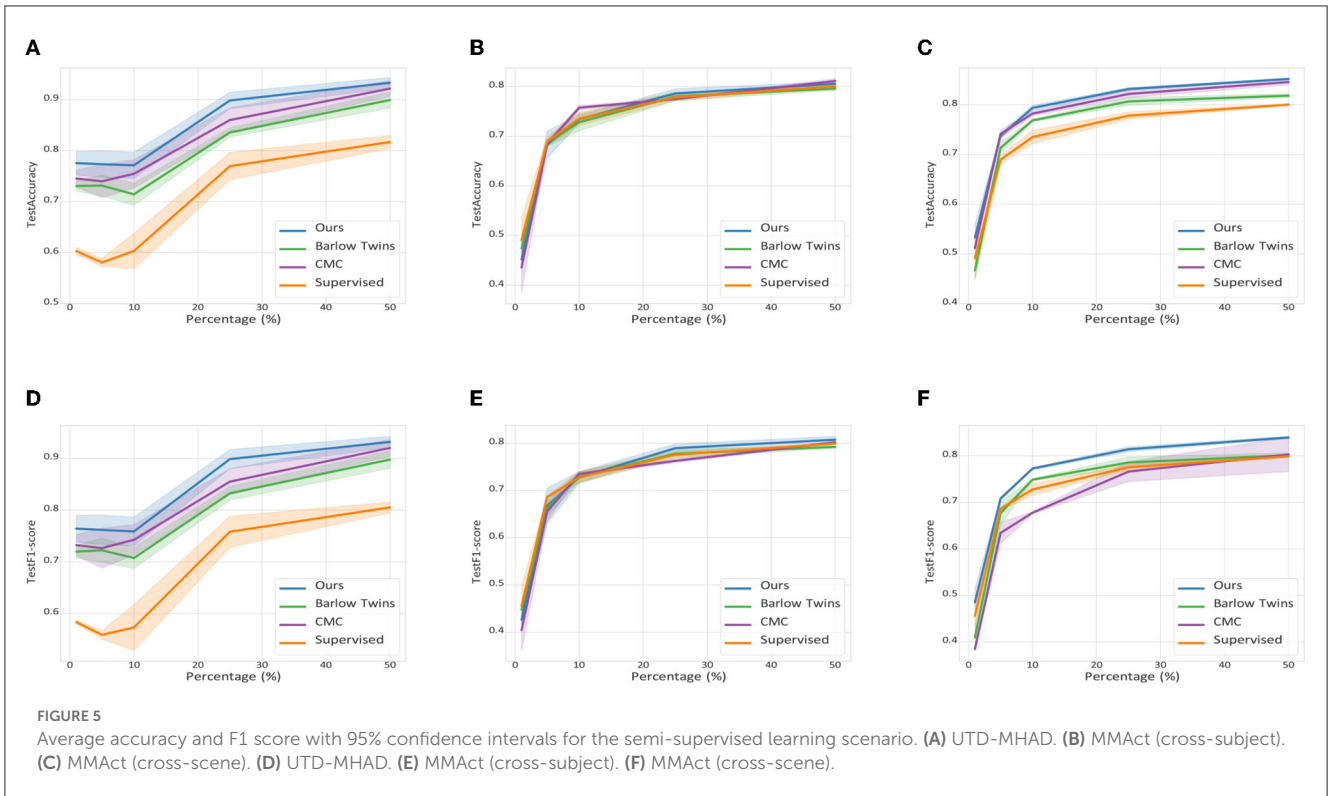 A
0.9
0.8
0.7
0.6
0.5
TestAccuracy
0 10 20 30 40 50
Percentage (%)
Ours
Barlow Twins
CMC
Supervised
B
0.8
0.7
0.6
0.5
0.4
TestAccuracy
0 10 20 30 40 50
Percentage (%)
Ours
Barlow Twins
CMC
Supervised
C
0.8
0.7
0.6
0.5
0.4
TestAccuracy
0 10 20 30 40 50
Percentage (%)
Ours
Barlow Twins
CMC
Supervised
D
0.9
0.8
0.7
0.6
TestF1-score
0 10 20 30 40 50
Percentage (%)
Ours
Barlow Twins
CMC
Supervised
E
0.8
0.7
0.6
0.5
0.4
TestF1-score
0 10 20 30 40 50
Percentage (%)
Ours
Barlow Twins
CMC
Supervised
F
0.8
0.7
0.6
0.5
0.4
TestF1-score
0 10 20 30 40 50
Percentage (%)
Ours
Barlow Twins
CMC
Supervised
FIGURE 5
Average accuracy and F1 score with 95% confidence intervals for the semi-supervised learning scenario. (A) UTD-MHAD. (B) MMAct (cross-subject).
(C) MMAct (cross-scene). (D) UTD-MHAD. (E) MMAct (cross-subject). (F) MMAct (cross-scene).